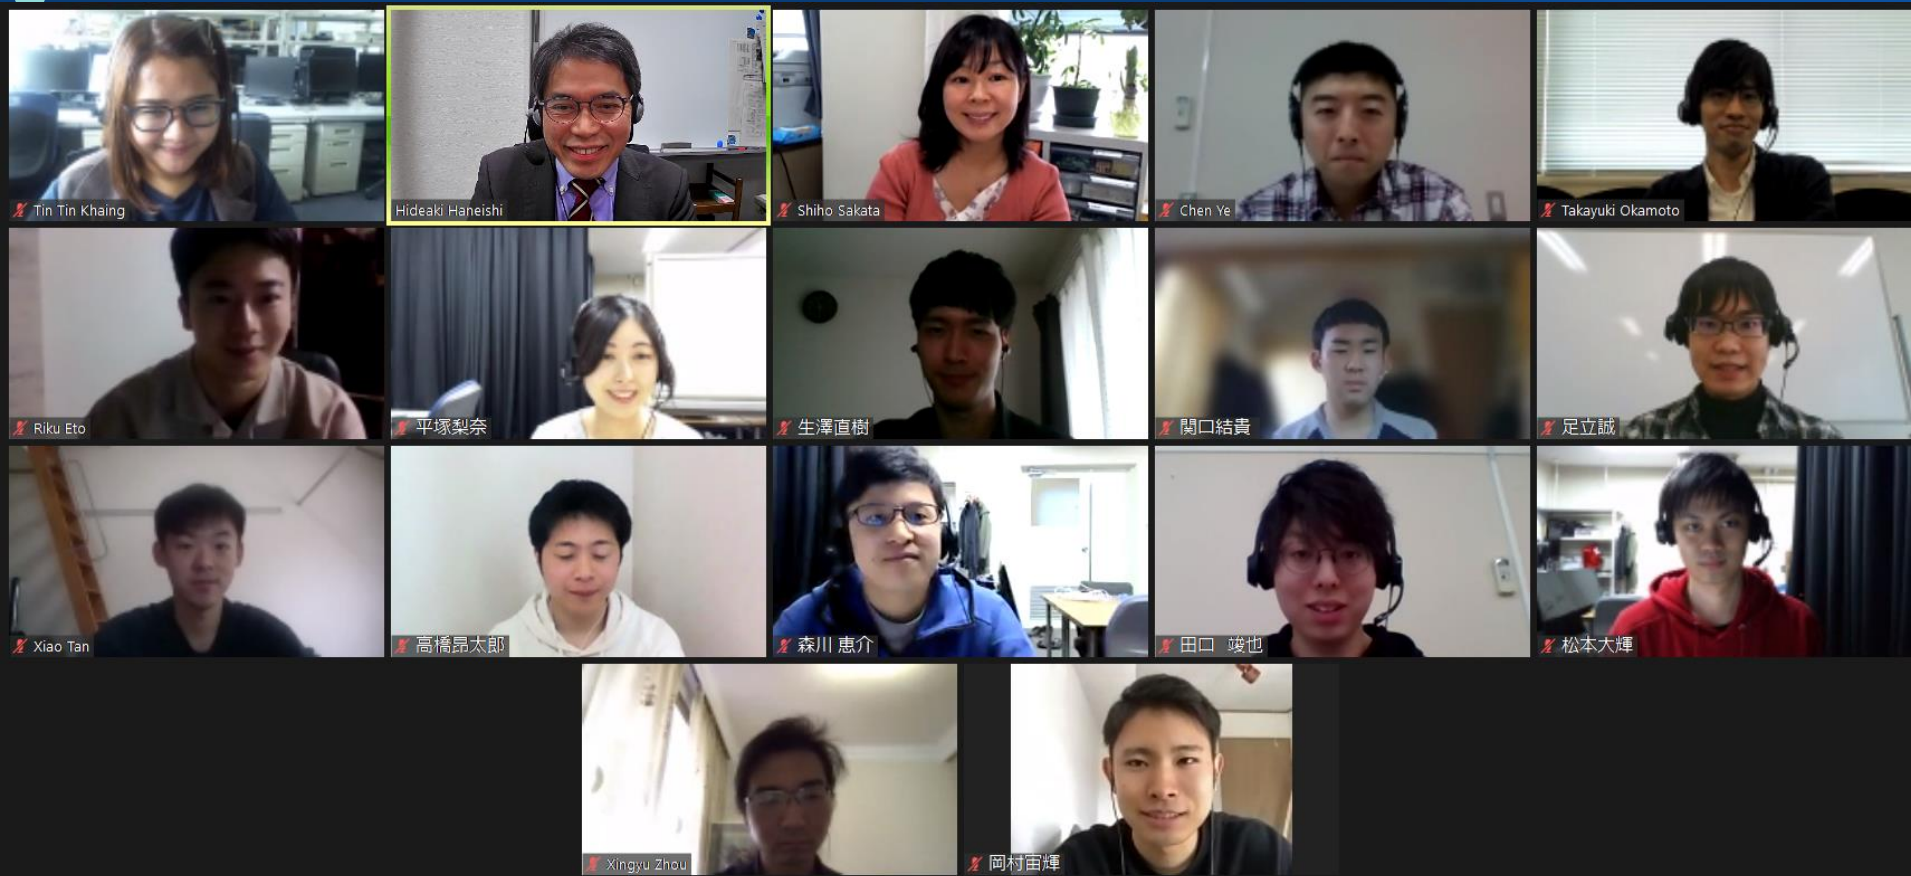 Tin Tin Khaing
Hideaki Haneishi
Shiho Sakata
Chen Ye
Takayuki Okamoto
Riku Eto
平塚梨奈
生澤直樹
関口結貴
足立誠
Xiao Tan
高橋昂太郎
森川 恵介
田口　竣也
松本大輝
Xingyu Zhou
岡村宙輝